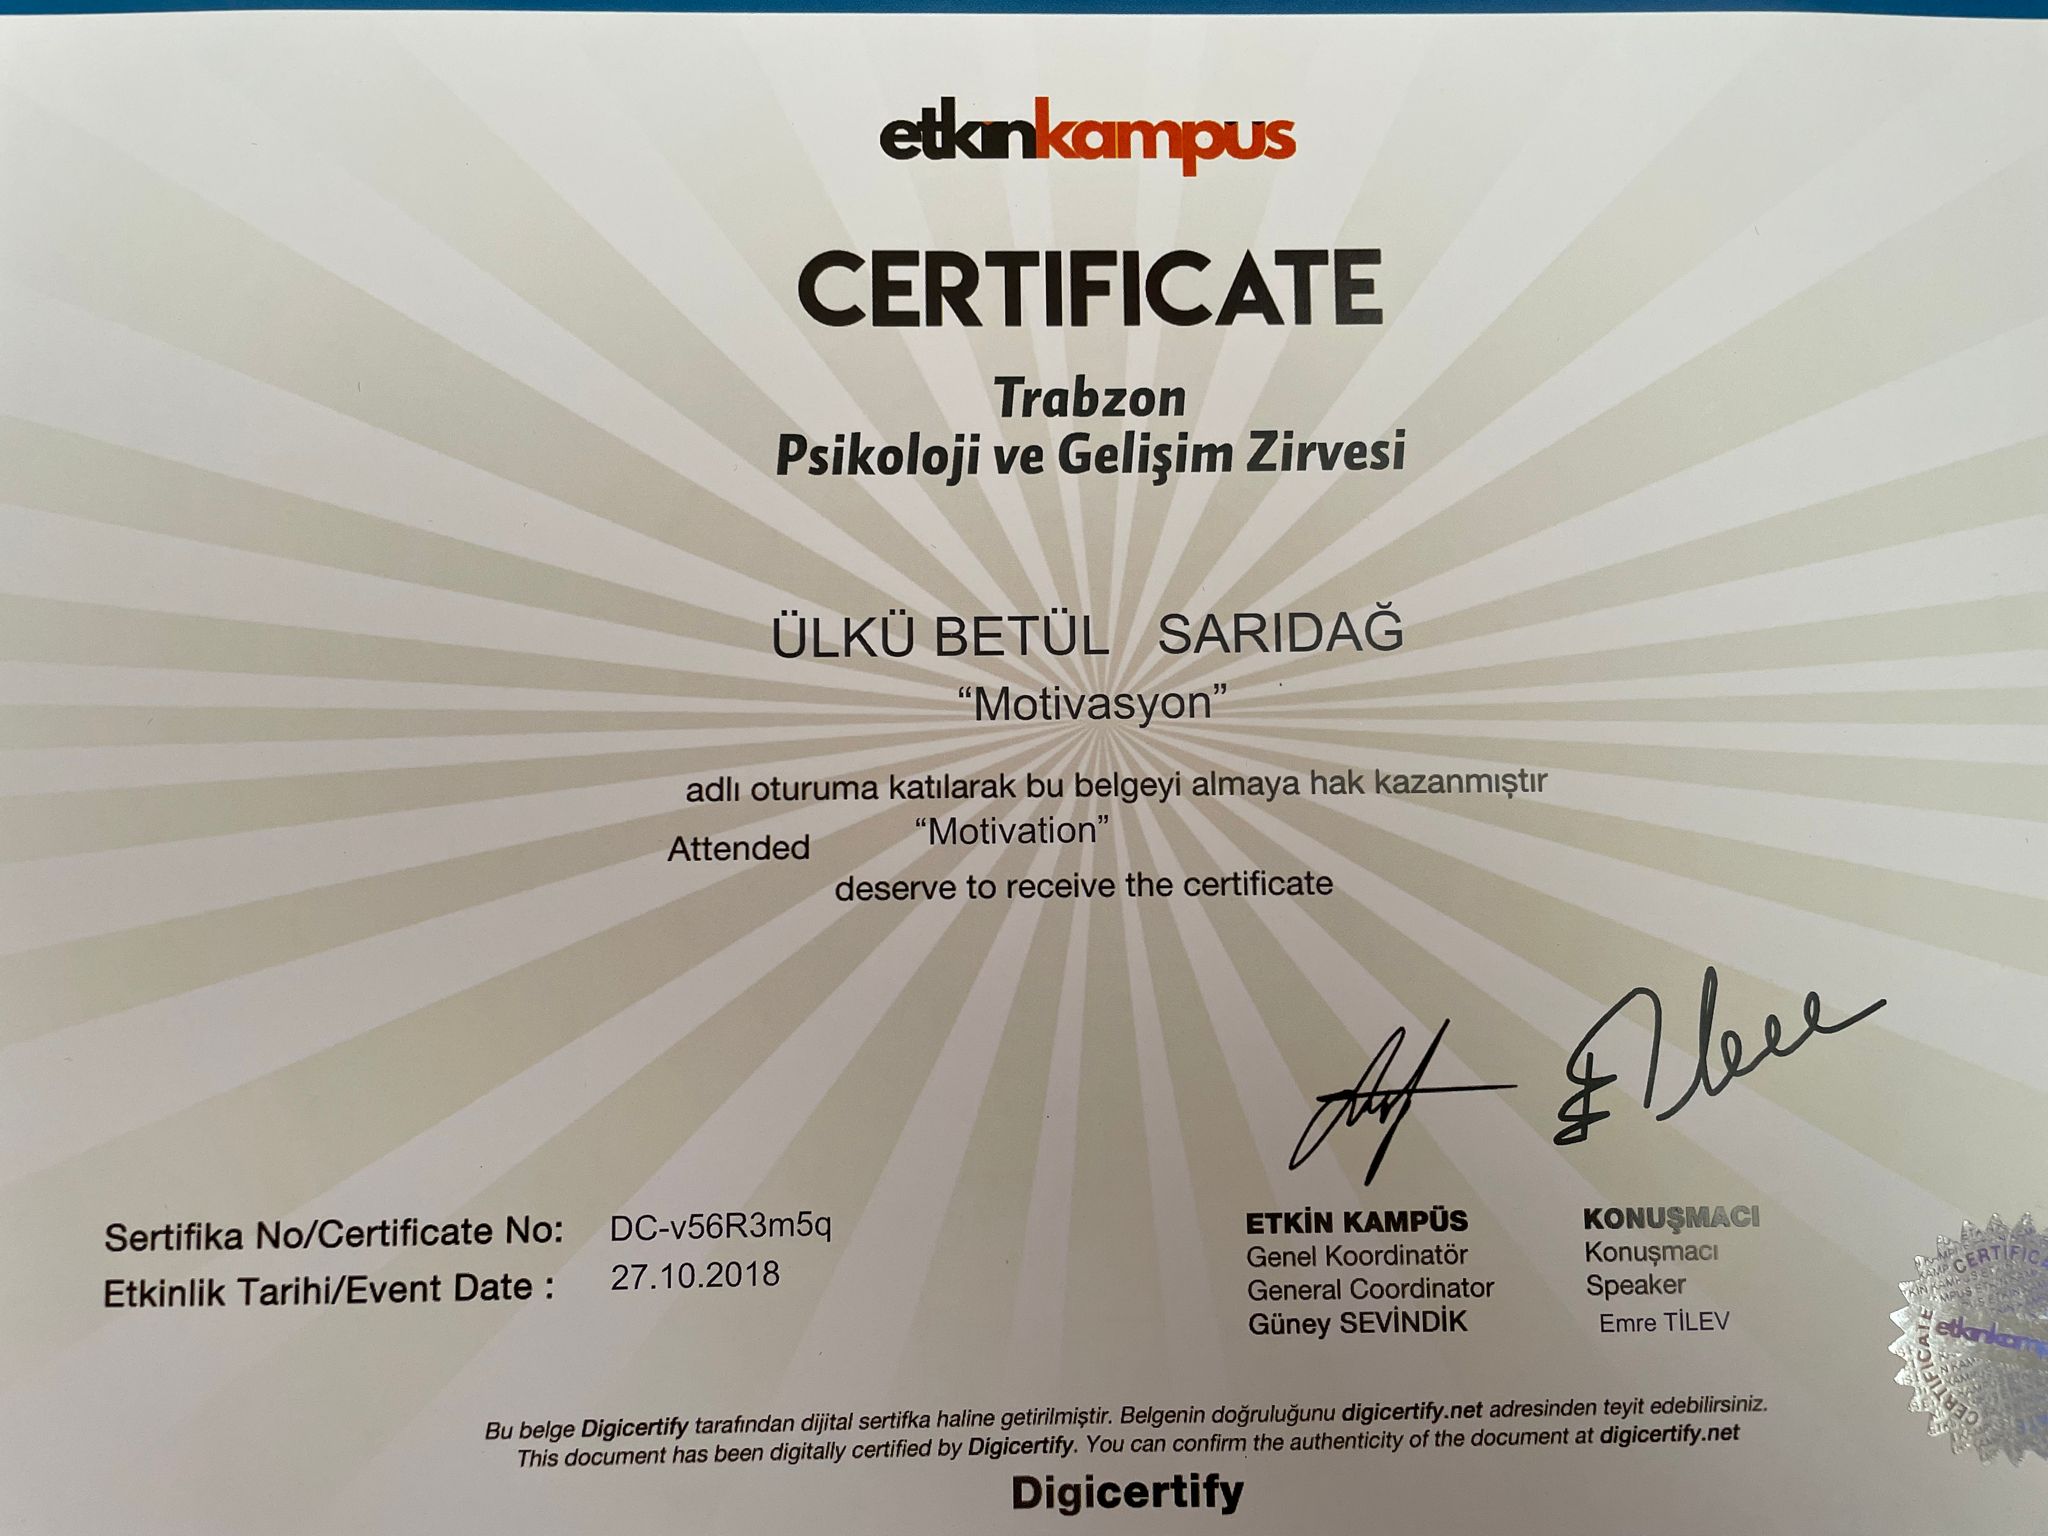 etkinkampus
CERTIFICATE
Trabzon
Psikoloji ve Gelişim Zirvesi
ÜLKÜ BETÜL SARIDAĞ
“Motivasyon”
adlı oturuma katılarak bu belgeyi almaya hak kazanmıştır
Attended “Motivation”
deserve to receive the certificate
Sertifika No/Certificate No: DC-v56R3m5q
Etkinlik Tarihi/Event Date : 27.10.2018
ETKİN KAMPÜS
Genel Koordinatör
General Coordinator
Güney SEVİNDİK
KONUŞMACI
Konuşmacı
Speaker
Emre TİLEV
CERTIFICA
etkinkam
CERTIFICATE
Bu belge Digicertify tarafından dijital sertifka haline getirilmiştir. Belgenin doğruluğunu digicertify.net adresinden teyit edebilirsiniz.
This document has been digitally certified by Digicertify. You can confirm the authenticity of the document at digicertify.net
Digicertify